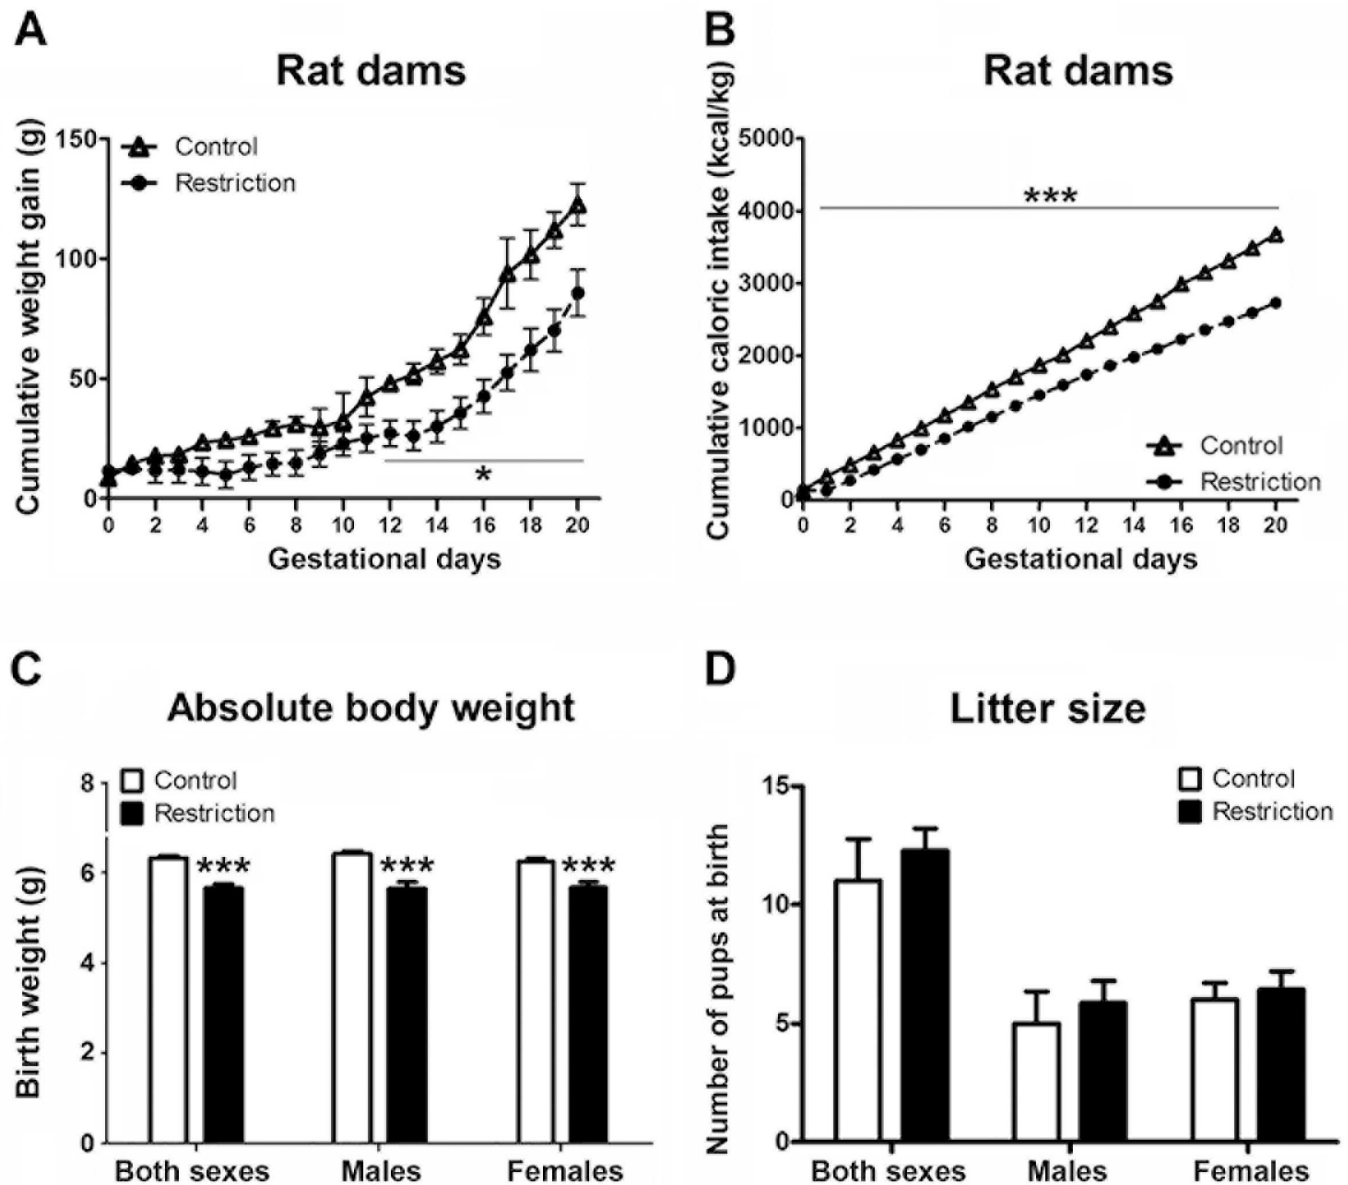 A
Rat dams
Cumulative weight gain (g)
150
100
50
0
Control
Restriction
*
0 2 4 6 8 10 12 14 16 18 20
Gestational days
B
Rat dams
Cumulative caloric intake (kcal/kg)
5000
4000
3000
2000
1000
0
***
Control
Restriction
0 2 4 6 8 10 12 14 16 18 20
Gestational days
C
Absolute body weight
Birth weight (g)
8
6
4
2
0
Control
Restriction
*** *** ***
Both sexes Males Females
D
Litter size
Number of pups at birth
15
10
5
0
Control
Restriction
Both sexes Males Females